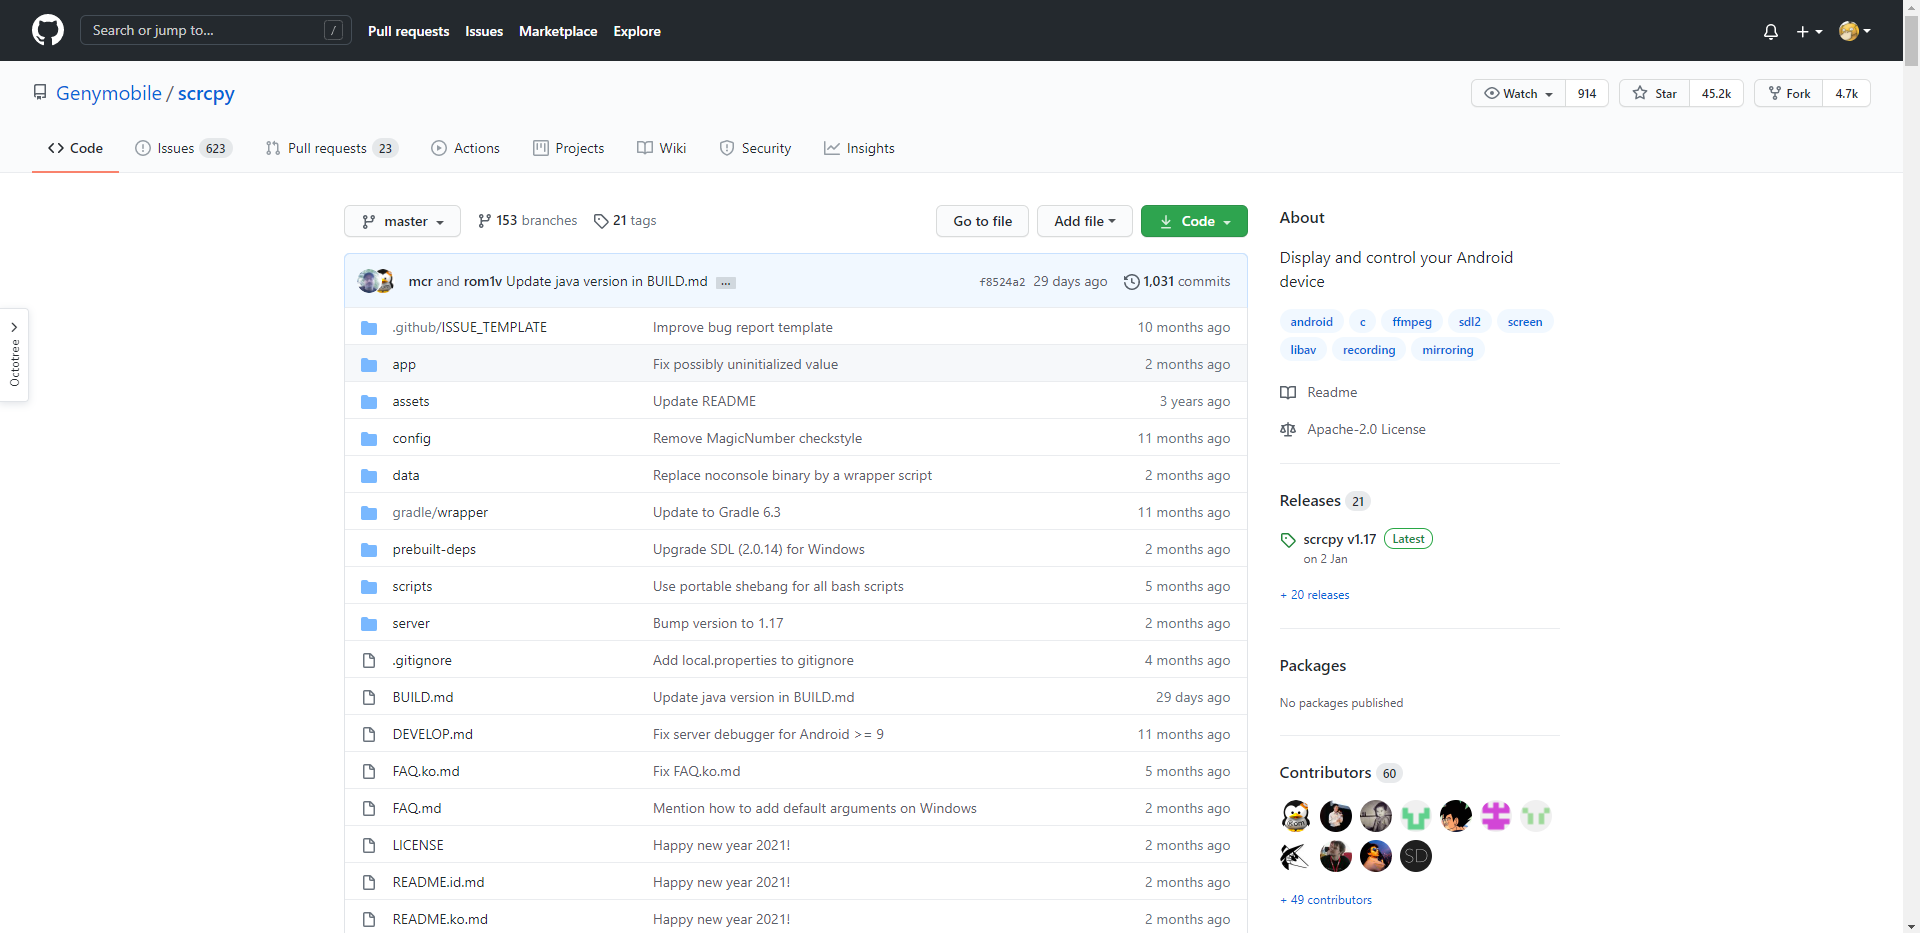 Search or jump to... /
Pull requests Issues Marketplace Explore
Genymobile / scrcpy
Watch 914 Star 45.2k Fork 4.7k
Code Issues 623 Pull requests 23 Actions Projects Wiki Security Insights
master 153 branches 21 tags Go to file Add file Code
mcr and rom1v Update java version in BUILD.md ... f8524a2 29 days ago 1,031 commits
.github/ISSUE_TEMPLATE Improve bug report template 10 months ago
app Fix possibly uninitialized value 2 months ago
assets Update README 3 years ago
config Remove MagicNumber checkstyle 11 months ago
data Replace noconsole binary by a wrapper script 2 months ago
gradle/wrapper Update to Gradle 6.3 11 months ago
prebuilt-deps Upgrade SDL (2.0.14) for Windows 2 months ago
scripts Use portable shebang for all bash scripts 5 months ago
server Bump version to 1.17 2 months ago
.gitignore Add local.properties to gitignore 4 months ago
BUILD.md Update java version in BUILD.md 29 days ago
DEVELOP.md Fix server debugger for Android >= 9 11 months ago
FAQ.ko.md Fix FAQ.ko.md 5 months ago
FAQ.md Mention how to add default arguments on Windows 2 months ago
LICENSE Happy new year 2021! 2 months ago
README.id.md Happy new year 2021! 2 months ago
README.ko.md Happy new year 2021! 2 months ago
Octotree
About
Display and control your Android
device
android c ffmpeg sdl2 screen
libav recording mirroring
Readme
Apache-2.0 License
Releases 21
scrcpy v1.17 Latest
on 2 Jan
+ 20 releases
Packages
No packages published
Contributors 60
SD
+ 49 contributors